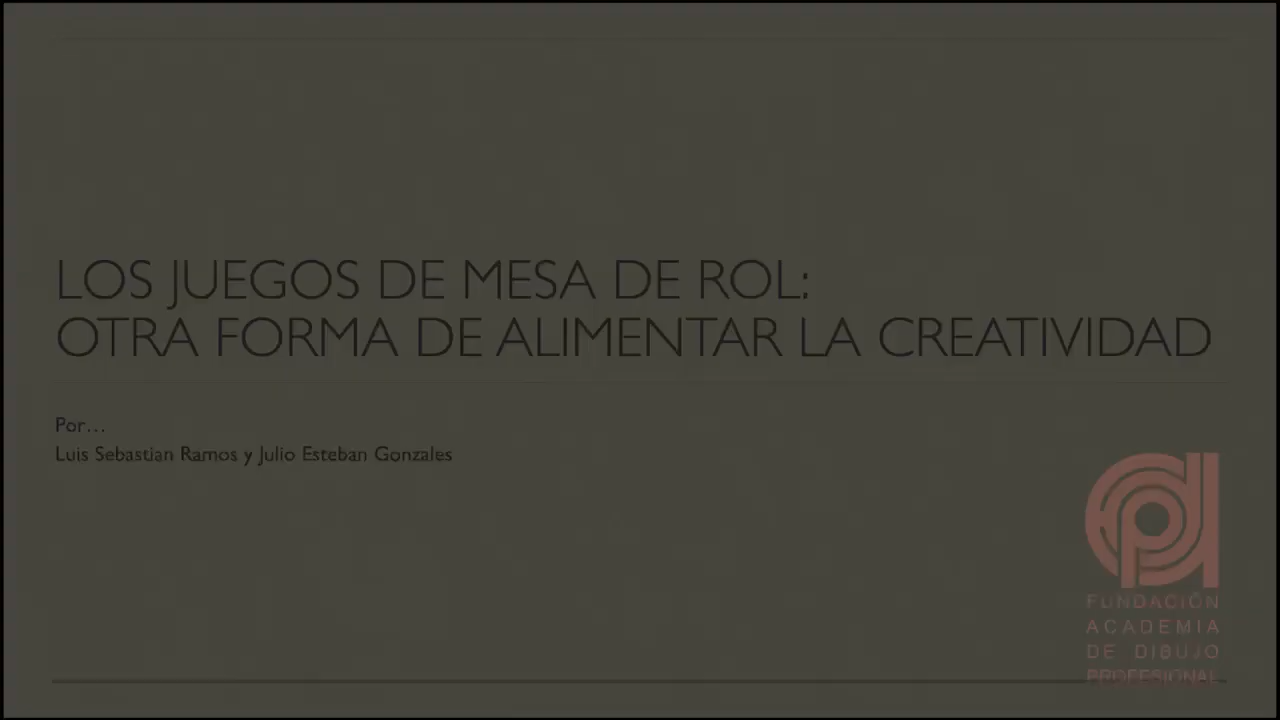 LOS JUEGOS DE MESA DE ROL:
OTRA FORMA DE ALIMENTAR LA CREATIVIDAD
Por...
Luis Sebastian Ramos y Julio Esteban Gonzales
FUNDACIÓN
ACADEMIA
DE DIBUJO
PROFESIONAL